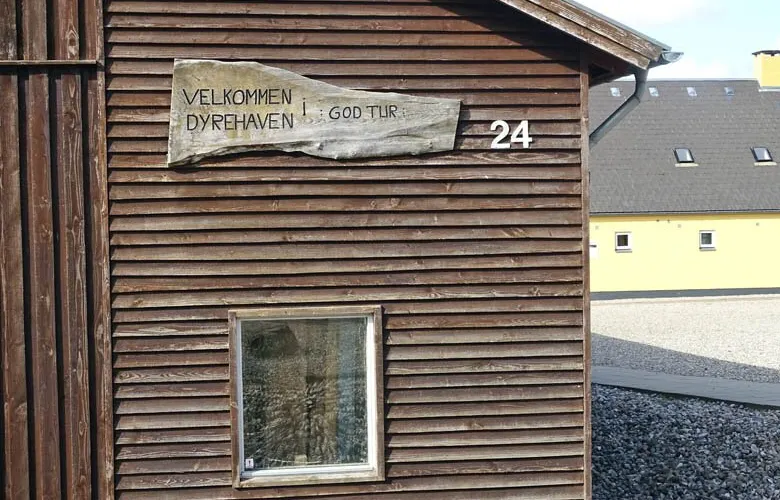 VELKOMMEN i : GOD TUR :
DYREHAVEN
24